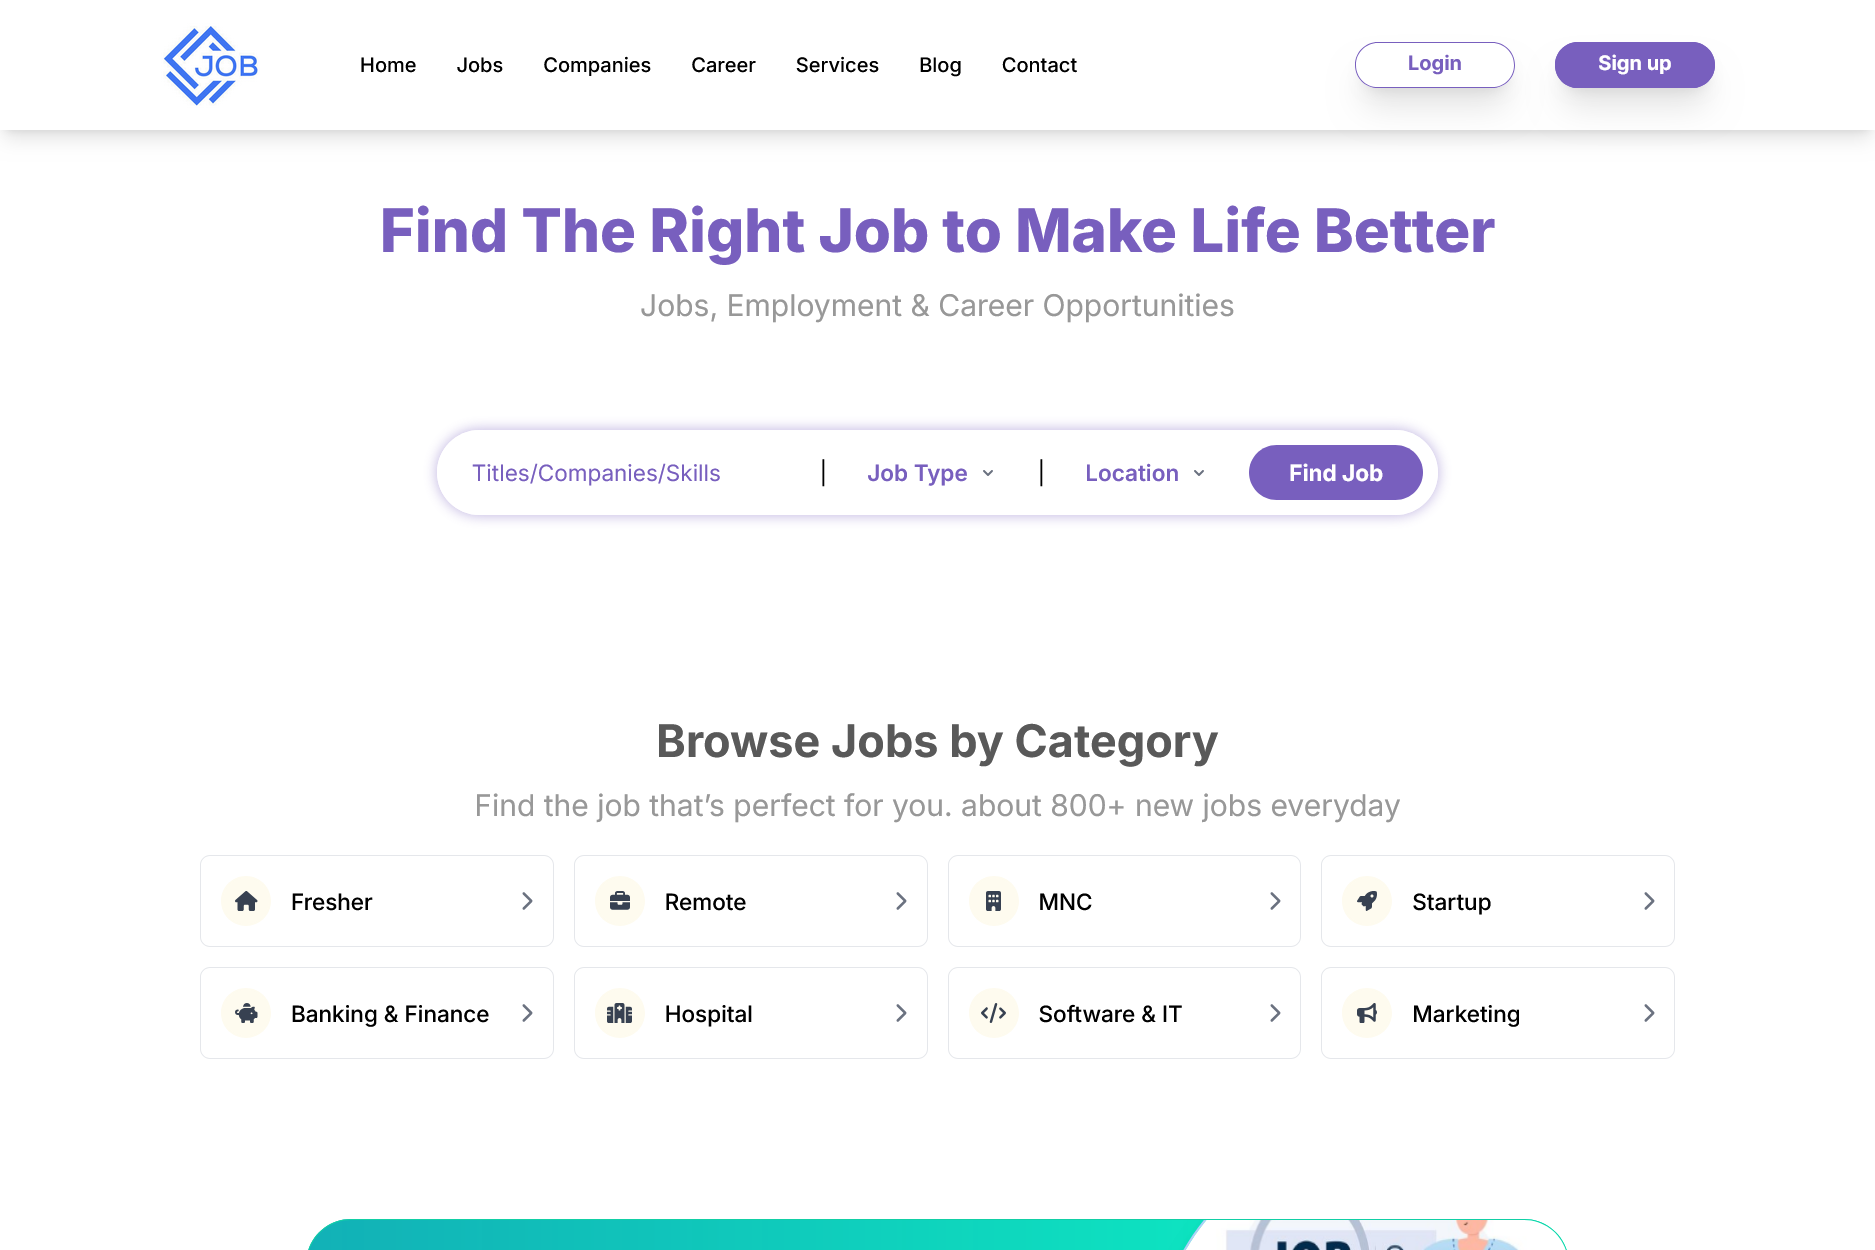 JOB
Home Jobs Companies Career Services Blog Contact Login Sign up
Find The Right Job to Make Life Better
Jobs, Employment & Career Opportunities
Titles/Companies/Skills | Job Type | Location Find Job
Browse Jobs by Category
Find the job that’s perfect for you. about 800+ new jobs everyday
Fresher Remote MNC Startup
Banking & Finance Hospital Software & IT Marketing
JOB